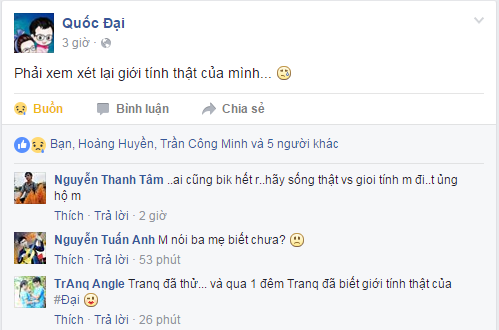 Quốc Đại
3 giờ ·
Phải xem xét lại giới tính thật của mình...
Buồn Bình luận Chia sẻ
Bạn, Hoàng Huyền, Trần Công Minh và 5 người khác
Nguyễn Thanh Tâm ..ai cũng bik hết r..hãy sống thật vs gioi tính m đi..t ủng
hộ m
Thích · Trả lời · 2 giờ
Nguyễn Tuấn Anh M nói ba mẹ biết chưa?
Thích · Trả lời · 53 phút
TrAnq Angle Tranq đã thử... và qua 1 đêm Tranq đã biết giới tính thật của
#Đại
Thích · Trả lời · 26 phút